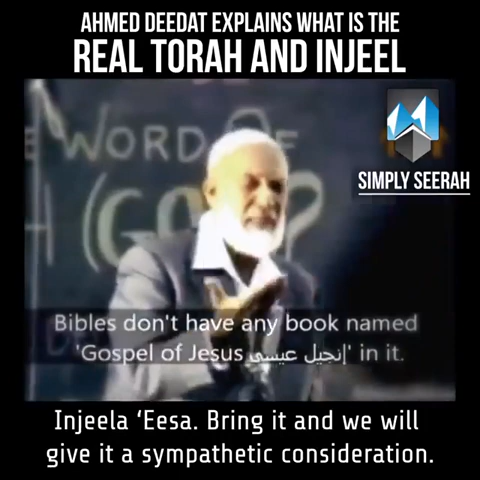 AHMED DEEDAT EXPLAINS WHAT IS THE
REAL TORAH AND INJEEL
WORD OF
SIMPLY SEERAH
Bibles don't have any book named
'Gospel of Jesus إنجيل عيسى' in it.
Injeela ‘Eesa. Bring it and we will
give it a sympathetic consideration.